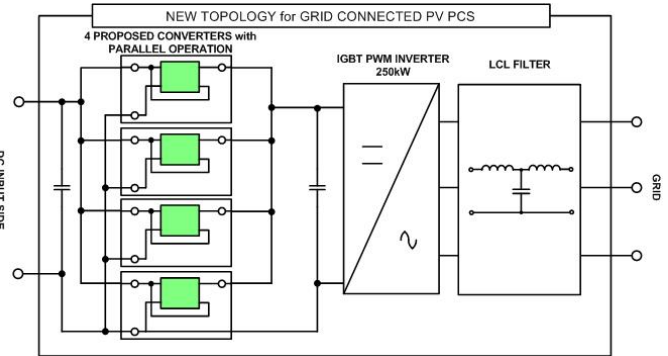 NEW TOPOLOGY for GRID CONNECTED PV PCS
4 PROPOSED CONVERTERS with
PARALLEL OPERATION
IGBT PWM INVERTER
250kW
LCL FILTER
DC INPUT SIDE
GRID